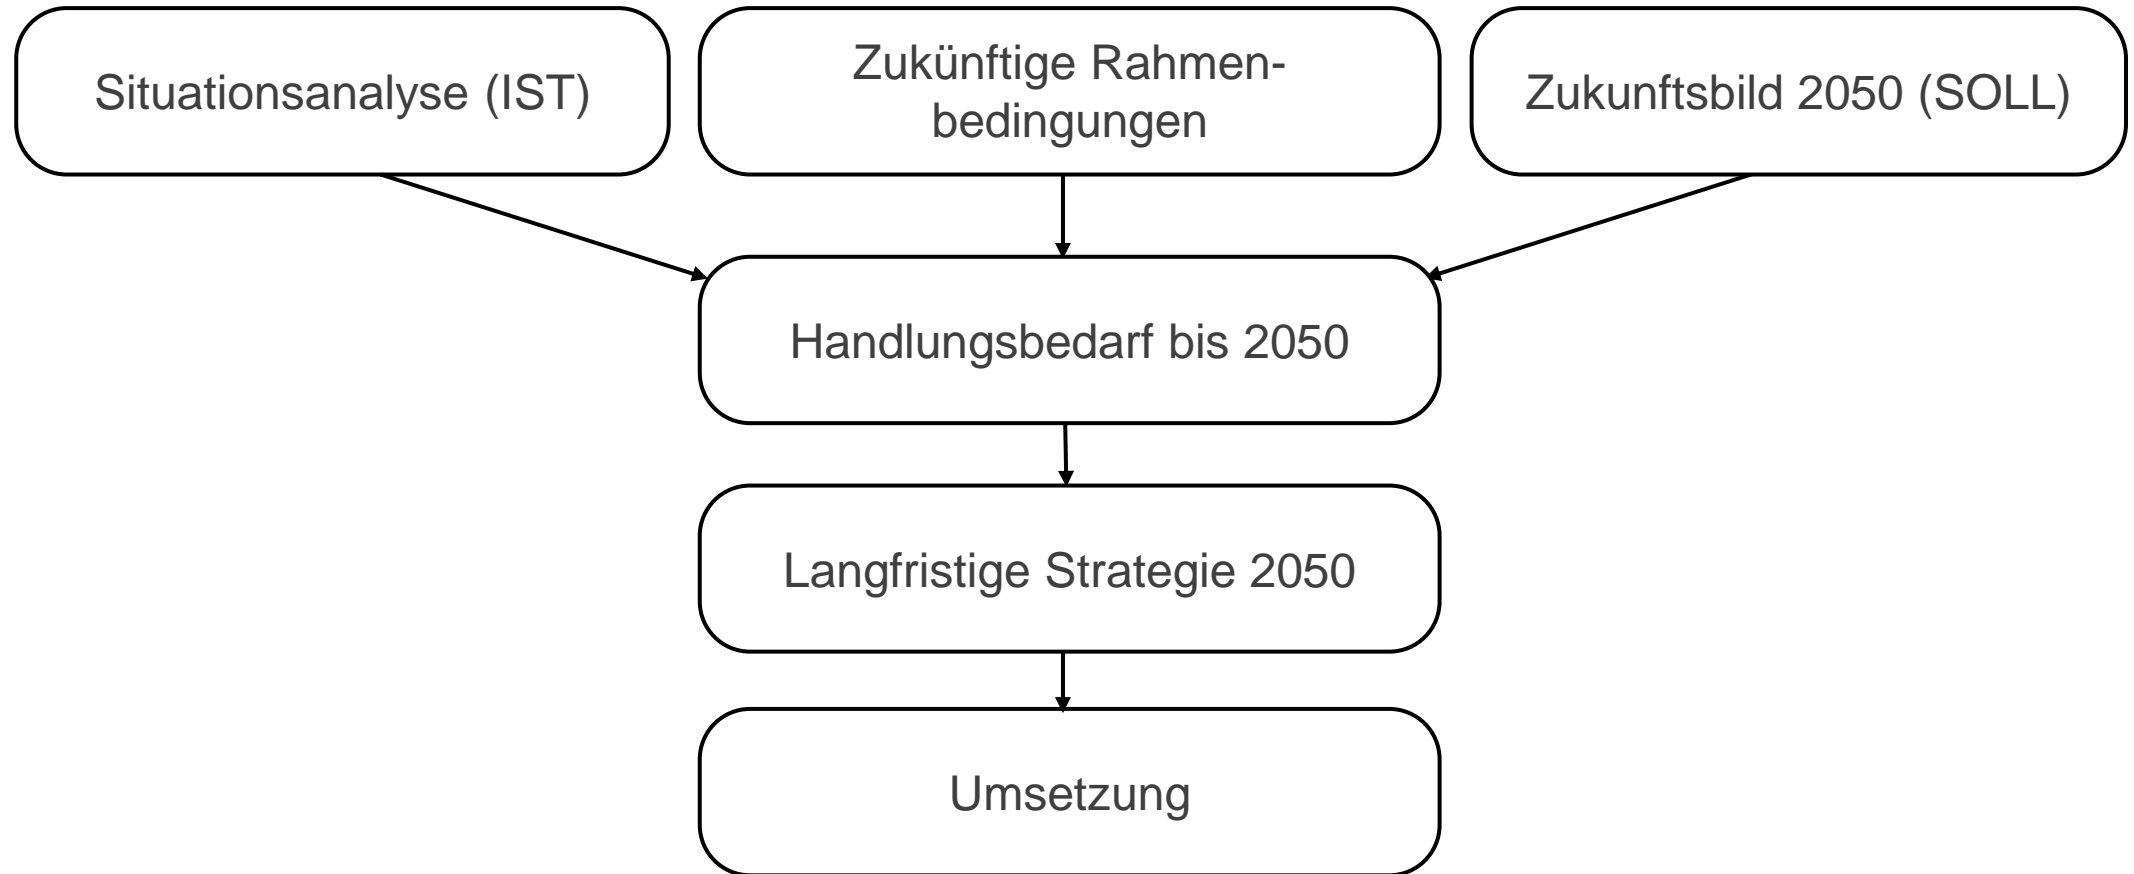 Situationsanalyse (IST)
Zukünftige Rahmen-
bedingungen
Zukunftsbild 2050 (SOLL)
Handlungsbedarf bis 2050
Langfristige Strategie 2050
Umsetzung